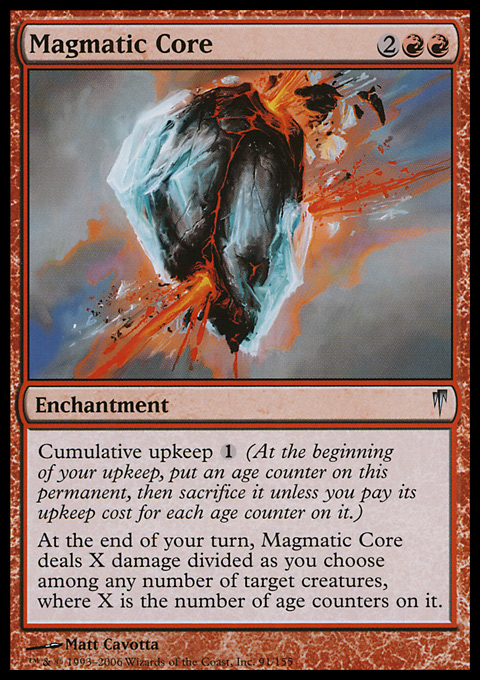 Magmatic Core 2
Enchantment
Cumulative upkeep 1 (At the beginning
of your upkeep, put an age counter on this
permanent, then sacrifice it unless you pay its
upkeep cost for each age counter on it.)
At the end of your turn, Magmatic Core
deals X damage divided as you choose
among any number of target creatures,
where X is the number of age counters on it.
Matt Cavotta
™ & © 1993–2006 Wizards of the Coast, Inc. 91/155